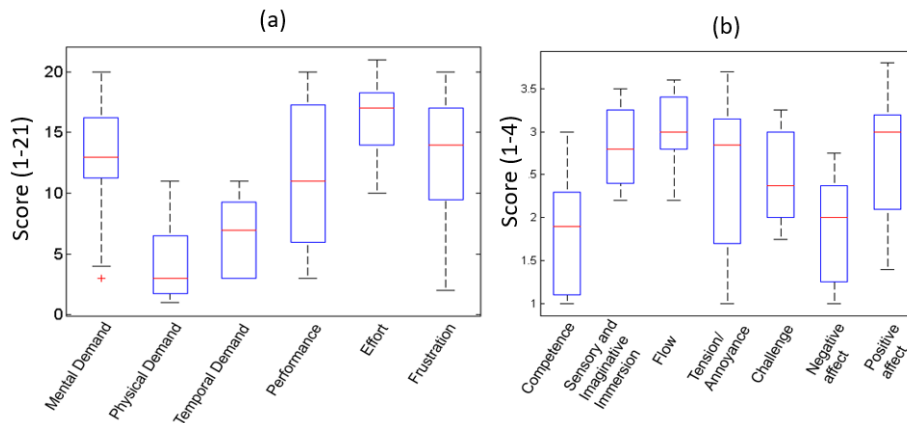 (a)
(b)
Score (1-21)
20
15
10
5
0
Mental Demand
Physical Demand
Temporal Demand
Performance
Effort
Frustration
Score (1-4)
3.5
3
5
2
1.5
1
Competence
Sensory and
Imaginative
Immersion
Flow
Tension/
Annoyance
Challenge
Negative
affect
Positive
affect